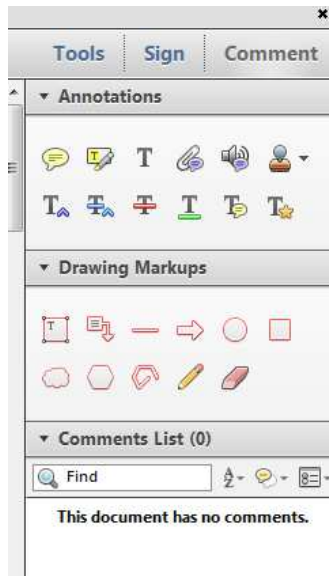 Tools Sign Comment
Annotations
Drawing Markups
Comments List (0)
Find
This document has no comments.